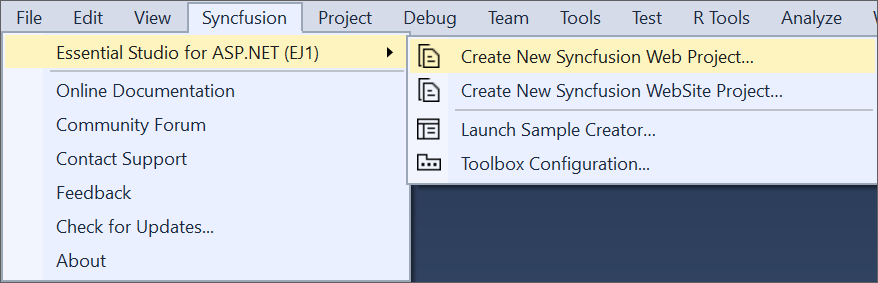 File Edit View Syncfusion Project Debug Team Tools Test R Tools Analyze
Essential Studio for ASP.NET (EJ1)
Create New Syncfusion Web Project...
Online Documentation
Create New Syncfusion WebSite Project...
Community Forum
Launch Sample Creator...
Contact Support
Toolbox Configuration...
Feedback
Check for Updates...
About